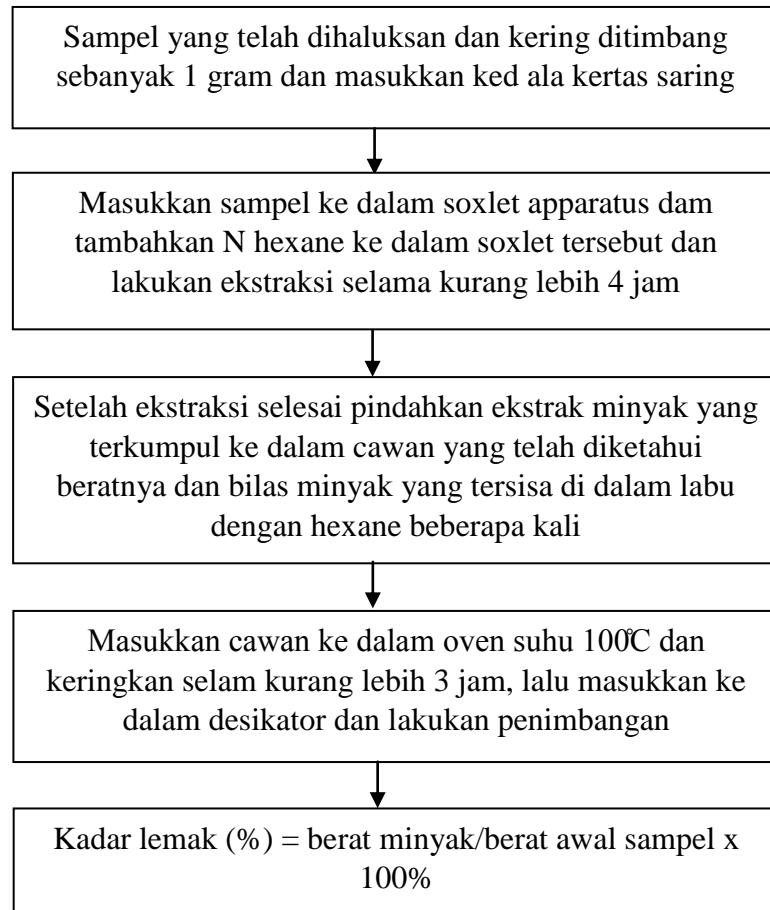 Sampel yang telah dihaluksan dan kering ditimbang
sebanyak 1 gram dan masukkan ked ala kertas saring
Masukkan sampel ke dalam soxlet apparatus dam
tambahkan N hexane ke dalam soxlet tersebut dan
lakukan ekstraksi selama kurang lebih 4 jam
Setelah ekstraksi selesai pindahkan ekstrak minyak yang
terkumpul ke dalam cawan yang telah diketahui
beratnya dan bilas minyak yang tersisa di dalam labu
dengan hexane beberapa kali
Masukkan cawan ke dalam oven suhu 100℃ dan
keringkan selam kurang lebih 3 jam, lalu masukkan ke
dalam desikator dan lakukan penimbangan
Kadar lemak (%) = berat minyak/berat awal sampel x
100%